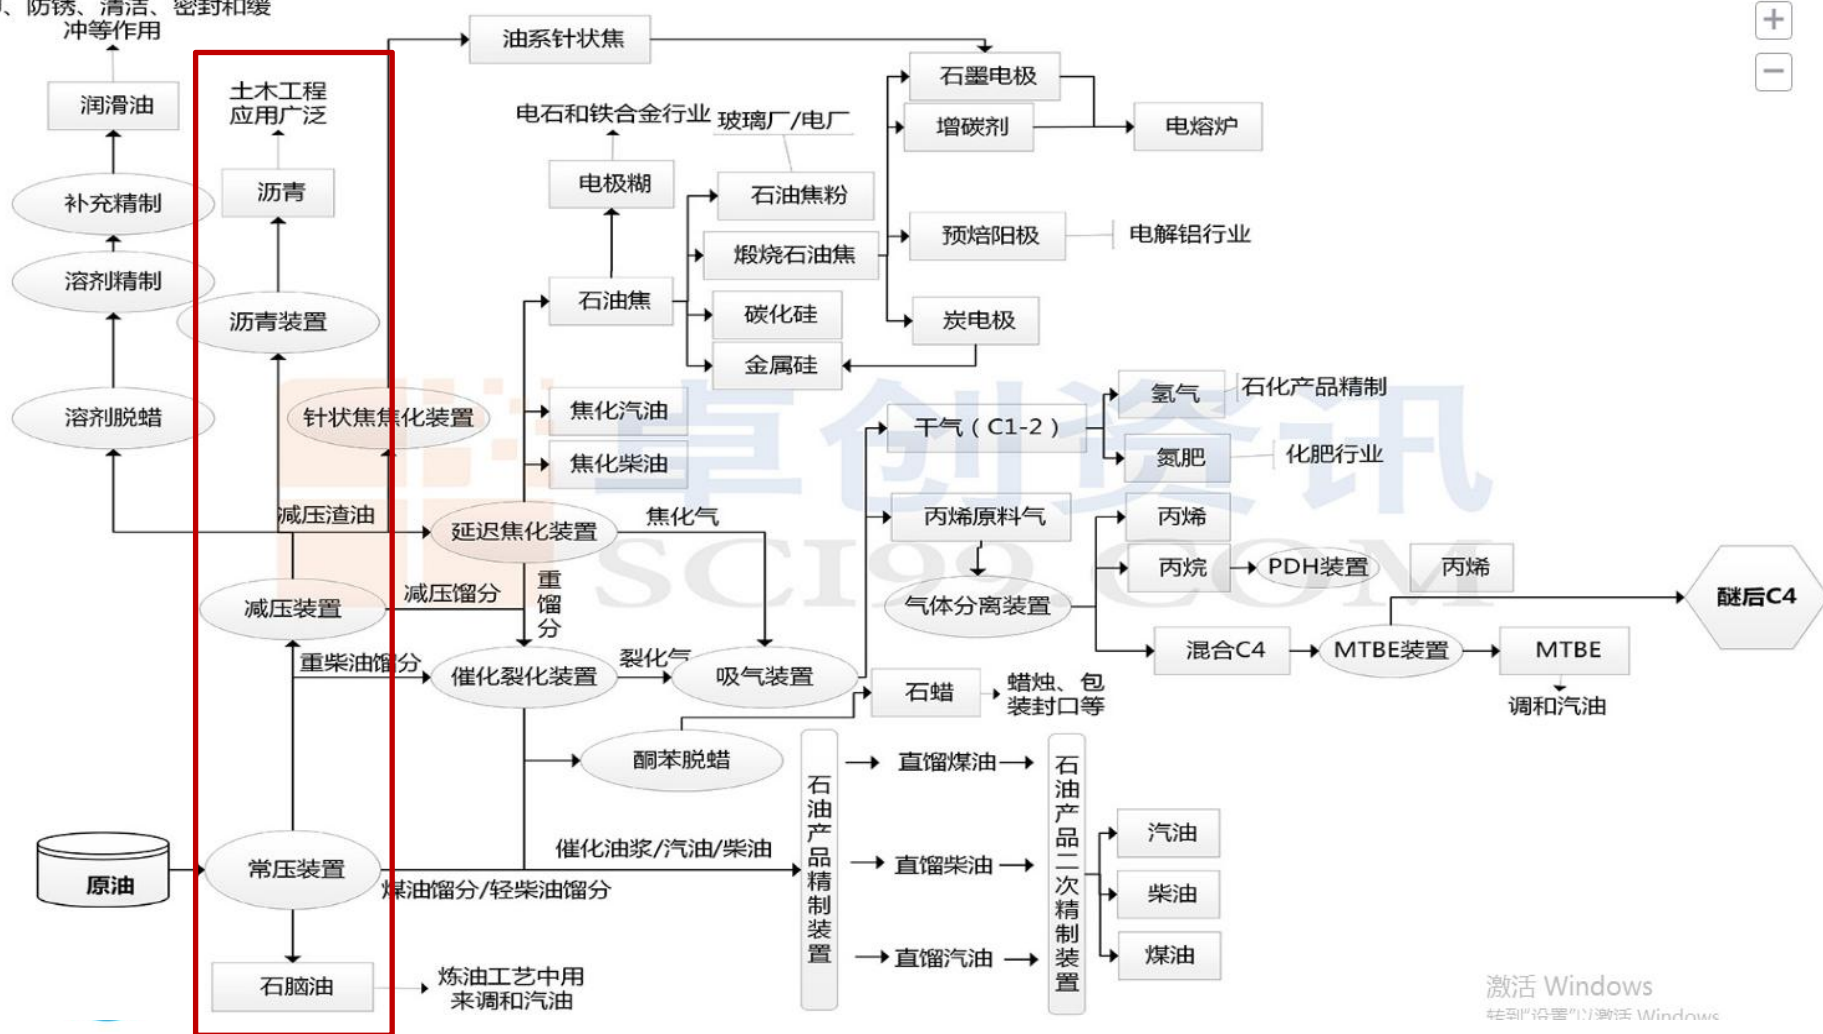 、防锈、清洁、密封和缓
冲等作用
润滑油
补充精制
溶剂精制
溶剂脱蜡
土木工程
应用广泛
沥青
沥青装置
针状焦焦化装置
减压渣油
减压装置
减压馏分
重柴油馏分
原油
常压装置
煤油馏分/轻柴油馏分
石脑油
炼油工艺中用
来调和汽油
油系针状焦
电石和铁合金行业
玻璃厂/电厂
电极糊
石油焦粉
煅烧石油焦
石油焦
碳化硅
金属硅
焦化汽油
焦化柴油
延迟焦化装置
焦化气
重
馏
分
催化裂化装置
裂化气
吸气装置
酮苯脱蜡
催化油浆/汽油/柴油
石墨电极
增碳剂
电熔炉
预焙阳极
电解铝行业
炭电极
干气（C1-2）
氢气
石化产品精制
氮肥
化肥行业
丙烯原料气
丙烯
丙烷
PDH装置
丙烯
气体分离装置
混合C4
MTBE装置
MTBE
调和汽油
醚后C4
石蜡
蜡烛、包
装封口等
石油产品精制装置
直馏煤油
直馏柴油
直馏汽油
石油产品二次精制装置
汽油
柴油
煤油
卓创资讯
SCI99.COM
激活 Windows
转到"设置"以激活 Windows